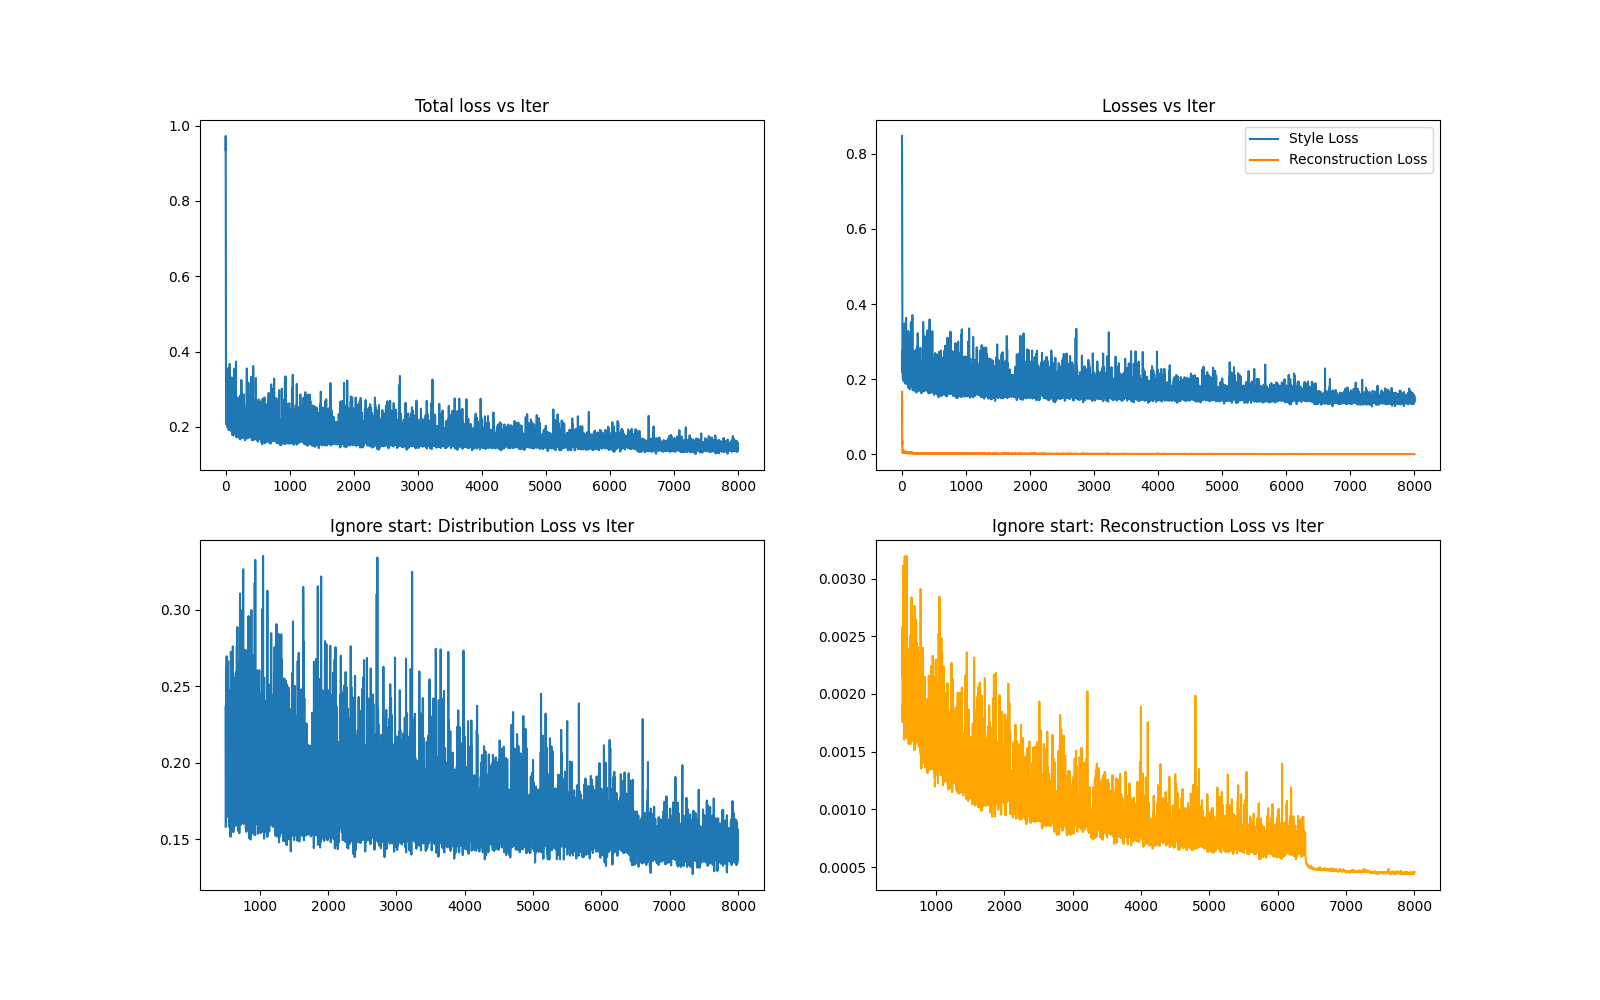 Total loss vs Iter
1.0
0.8
0.6
0.4
0.2
0 1000 2000 3000 4000 5000 6000 7000 8000
Losses vs Iter
Style Loss
Reconstruction Loss
0.8
0.6
0.4
0.2
0.0
0 1000 2000 3000 4000 5000 6000 7000 8000
Ignore start: Distribution Loss vs Iter
0.30
0.25
0.20
0.15
1000 2000 3000 4000 5000 6000 7000 8000
Ignore start: Reconstruction Loss vs Iter
0.0030
0.0025
0.0020
0.0015
0.0010
0.0005
1000 2000 3000 4000 5000 6000 7000 8000